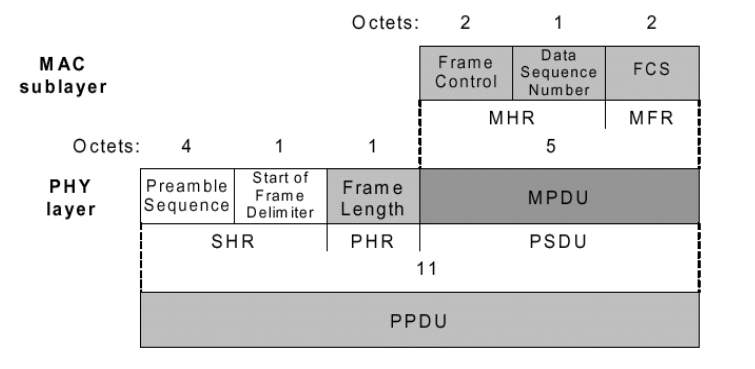 Octets: 2 1 2
MAC
sublayer
Frame
Control
Data
Sequence
Number
FCS
MHR MFR
Octets: 4 1 1 5
PHY
layer
Preamble
Sequence
Start of
Frame
Delimiter
Frame
Length
MPDU
SHR PHR PSDU
11
PPDU